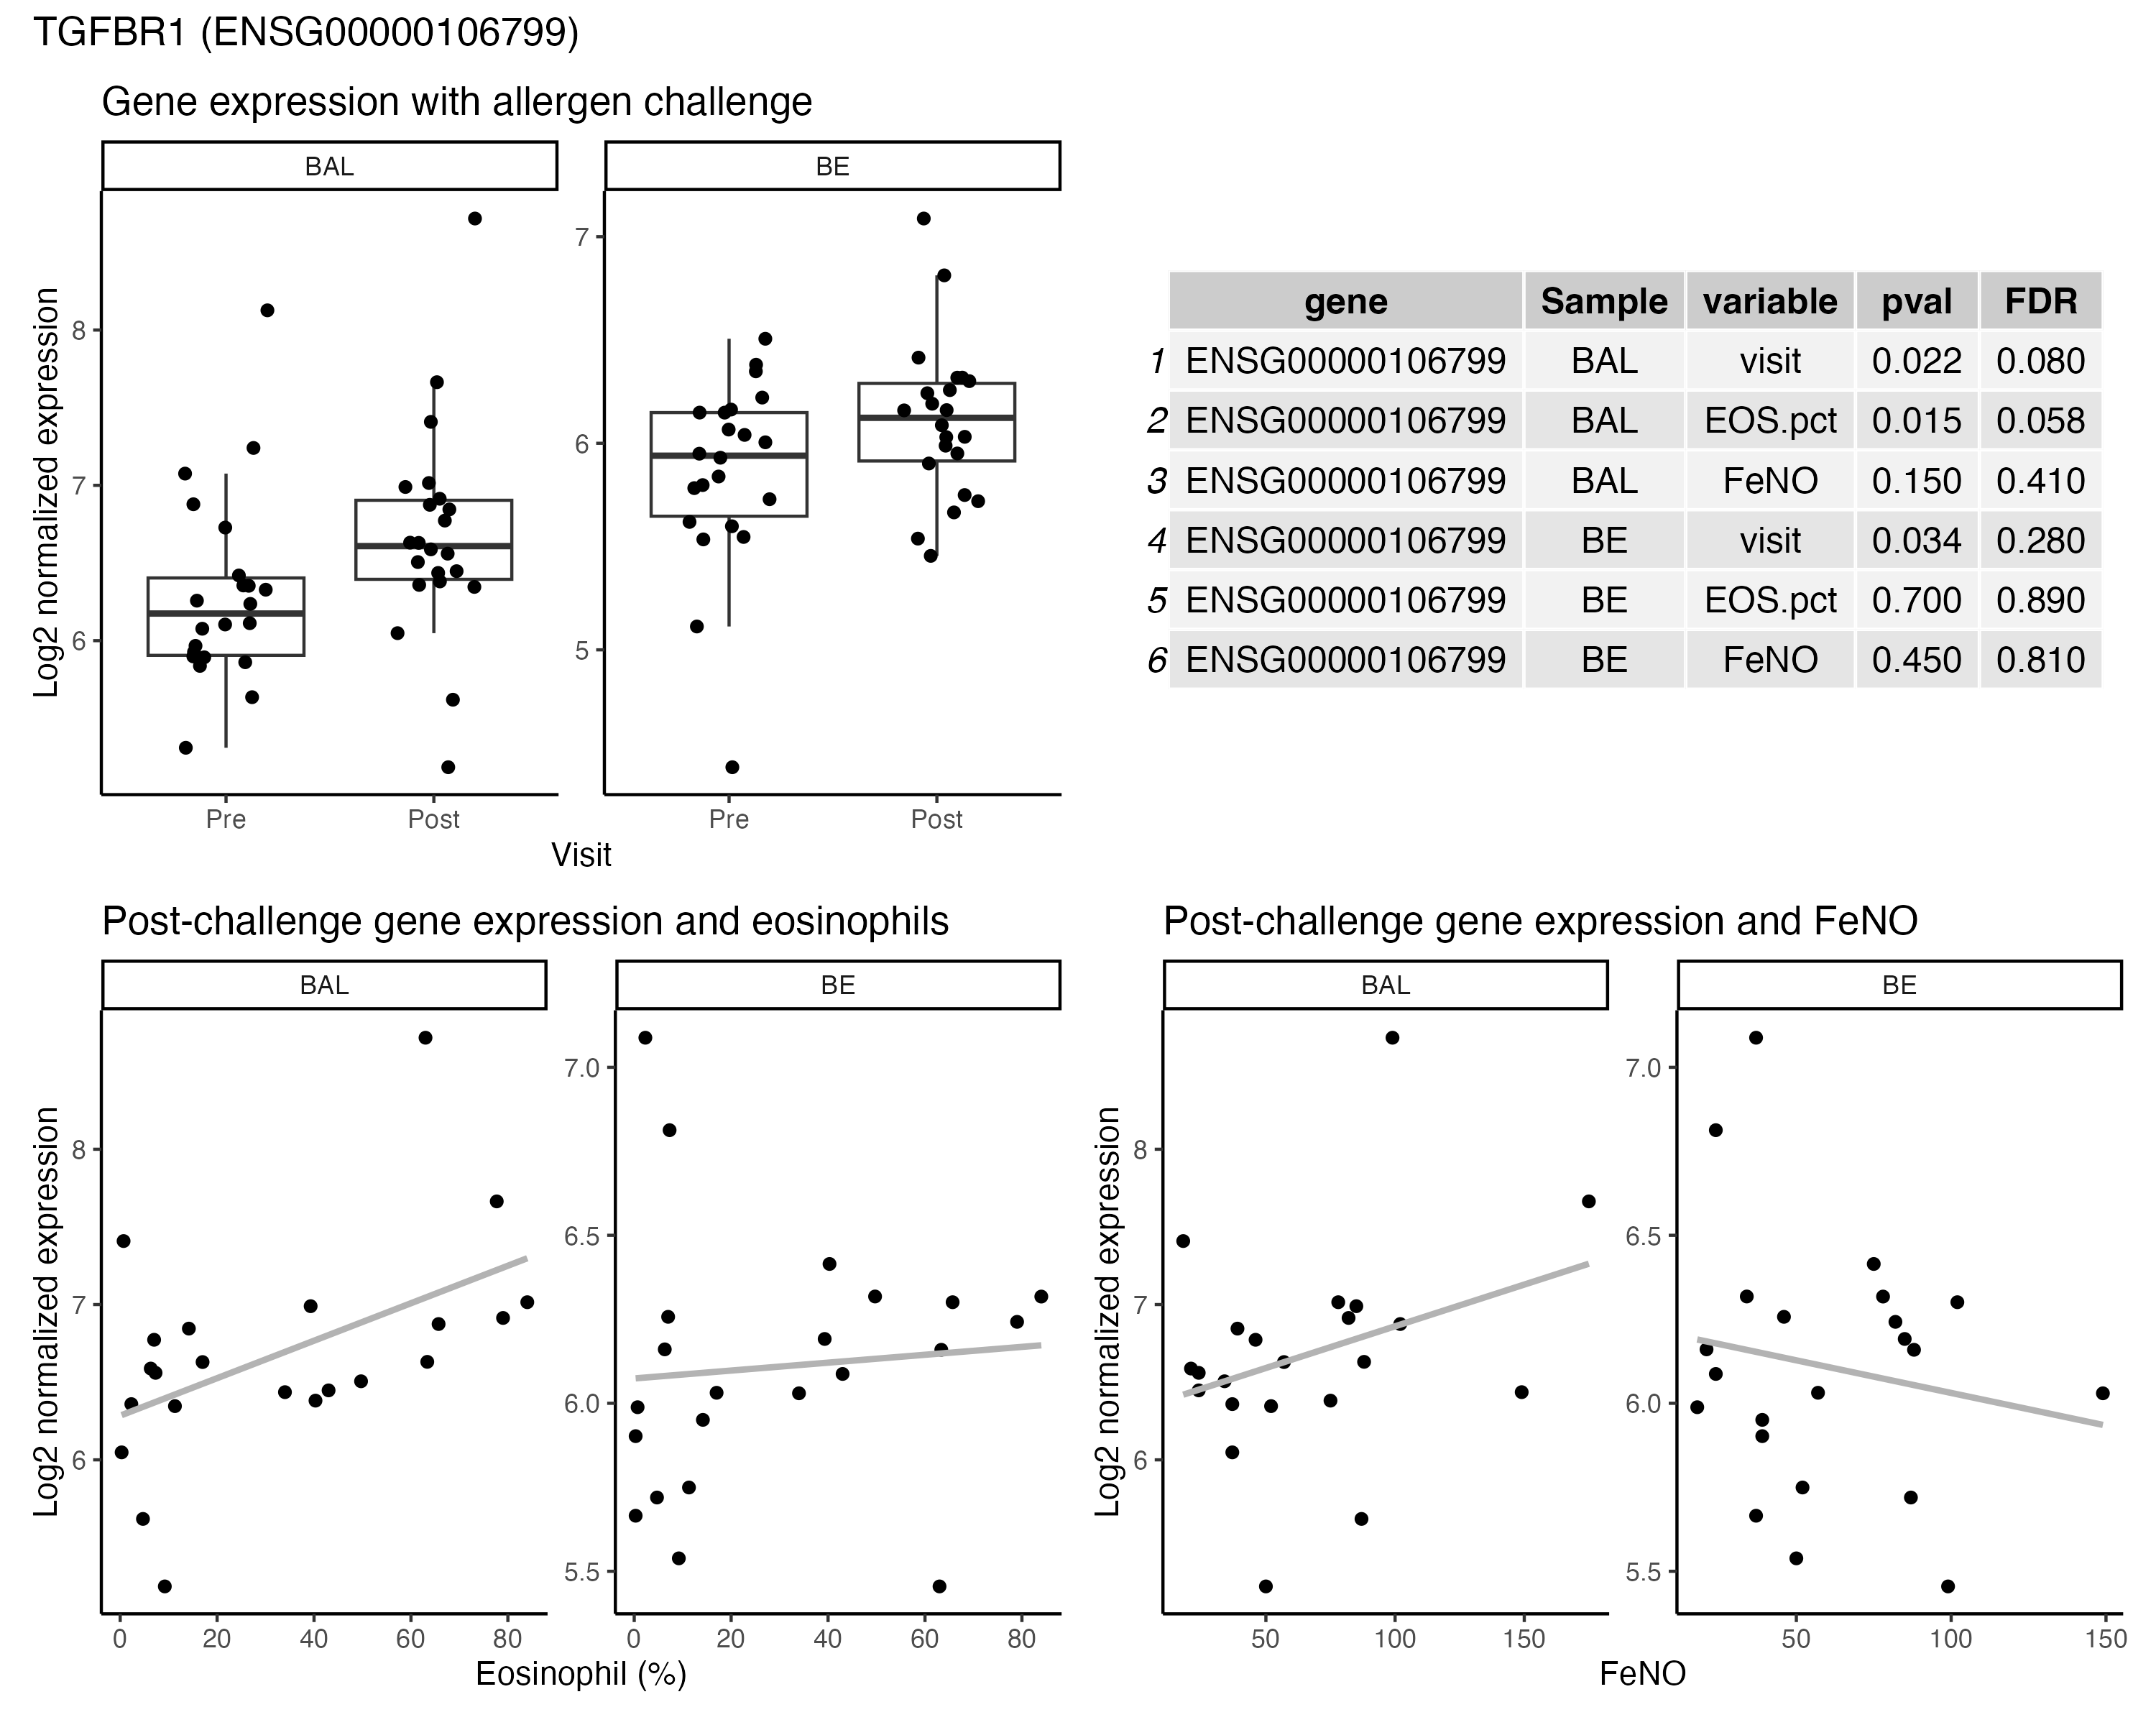 TGFBR1 (ENSG00000106799)
Gene expression with allergen challenge
BAL
BE
Log2 normalized expression
8
7
6
7
6
5
Pre
Post
Pre
Post
Visit
gene Sample variable pval FDR
1 ENSG00000106799 BAL visit 0.022 0.080
2 ENSG00000106799 BAL EOS.pct 0.015 0.058
3 ENSG00000106799 BAL FeNO 0.150 0.410
4 ENSG00000106799 BE visit 0.034 0.280
5 ENSG00000106799 BE EOS.pct 0.700 0.890
6 ENSG00000106799 BE FeNO 0.450 0.810
Post-challenge gene expression and eosinophils
BAL
BE
Log2 normalized expression
8
7
6
7.0
6.5
6.0
5.5
0 20 40 60 80
0 20 40 60 80
Eosinophil (%)
Post-challenge gene expression and FeNO
BAL
BE
Log2 normalized expression
8
7
6
7.0
6.5
6.0
5.5
50 100 150
50 100 150
FeNO